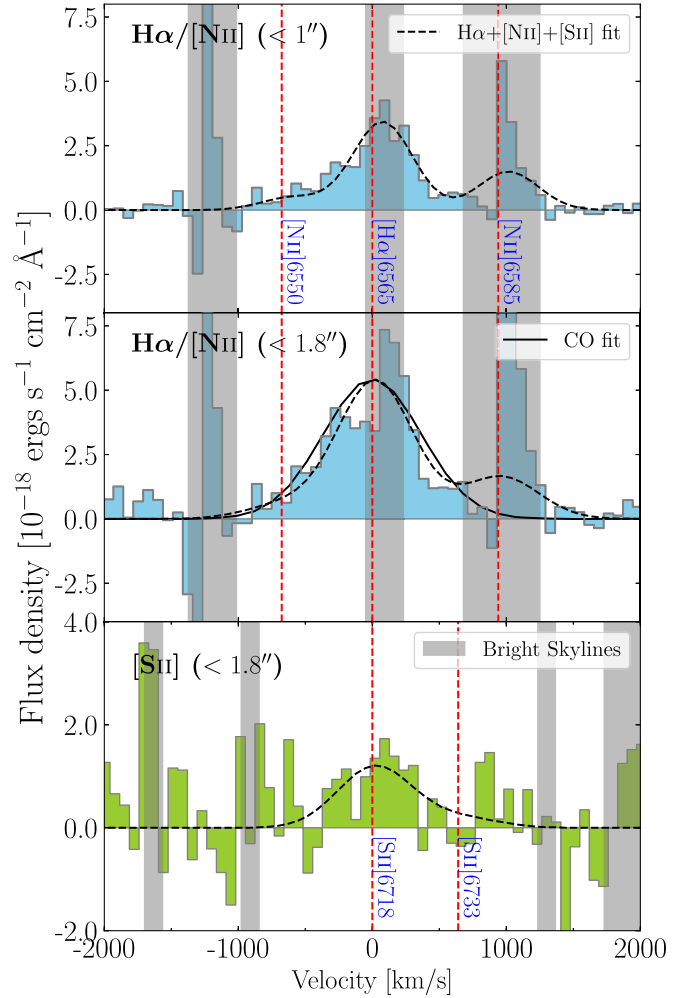 Hα/[NII] (< 1″)
Hα+[NII]+[SII] fit
7.5
5.0
2.5
0.0
-2.5
[NII]6550
[Hα]6565
[NII]6585
Hα/[NII] (< 1.8″)
CO fit
7.5
5.0
2.5
0.0
-2.5
Flux density [10⁻¹⁸ ergs s⁻¹ cm⁻² Å⁻¹]
[SII] (< 1.8″)
Bright Skylines
4.0
2.0
0.0
-2.0
[SII]6718
[SII]6733
-2000 -1000 0 1000 2000
Velocity [km/s]